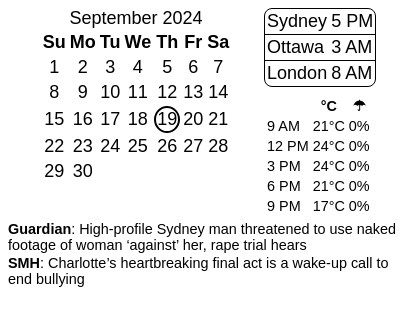 September 2024
Su Mo Tu We Th Fr Sa
1 2 3 4 5 6 7
8 9 10 11 12 13 14
15 16 17 18 19 20 21
22 23 24 25 26 27 28
29 30
Sydney 5 PM
Ottawa 3 AM
London 8 AM
°C ☂
9 AM 21°C 0%
12 PM 24°C 0%
3 PM 24°C 0%
6 PM 21°C 0%
9 PM 17°C 0%
Guardian: High-profile Sydney man threatened to use naked
footage of woman ‘against’ her, rape trial hears
SMH: Charlotte’s heartbreaking final act is a wake-up call to
end bullying